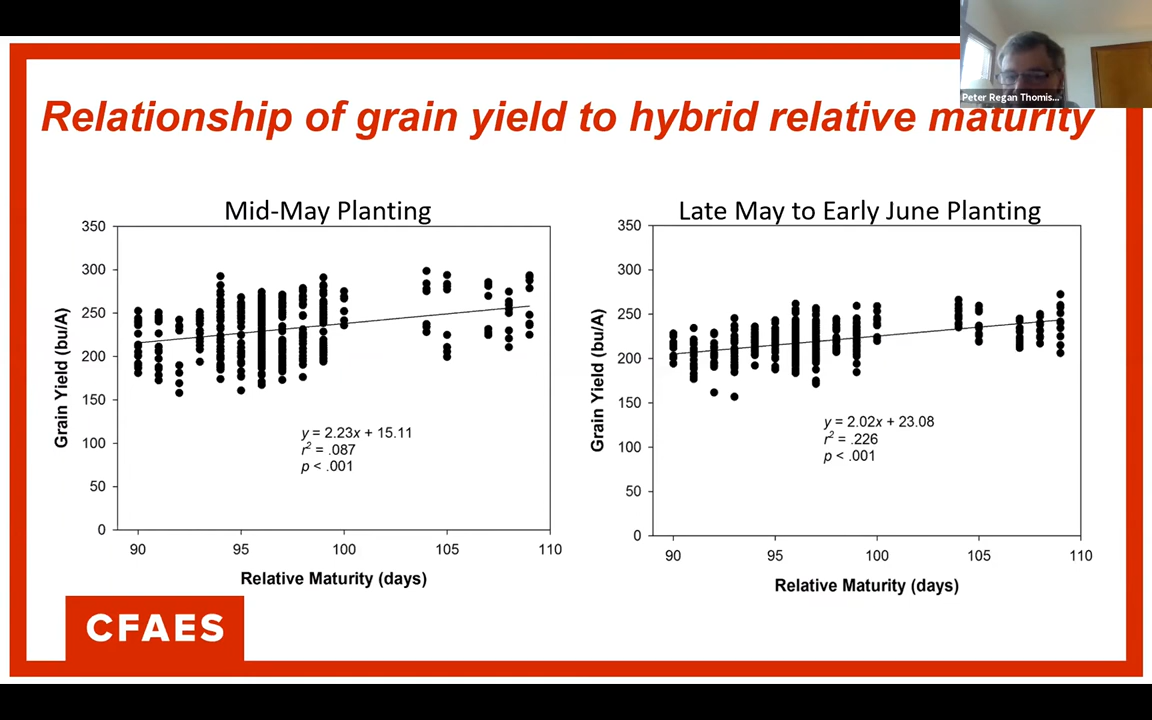 Peter Regan Thomis...
Relationship of grain yield to hybrid relative maturity
Mid-May Planting
350
300
250
200
150
100
50
0
Grain Yield (bu/A)
y = 2.23x + 15.11
r² = .087
p < .001
90 95 100 105 110
Relative Maturity (days)
Late May to Early June Planting
350
300
250
200
150
100
50
0
Grain Yield (bu/A)
y = 2.02x + 23.08
r² = .226
p < .001
90 95 100 105 110
Relative Maturity (days)
CFAES